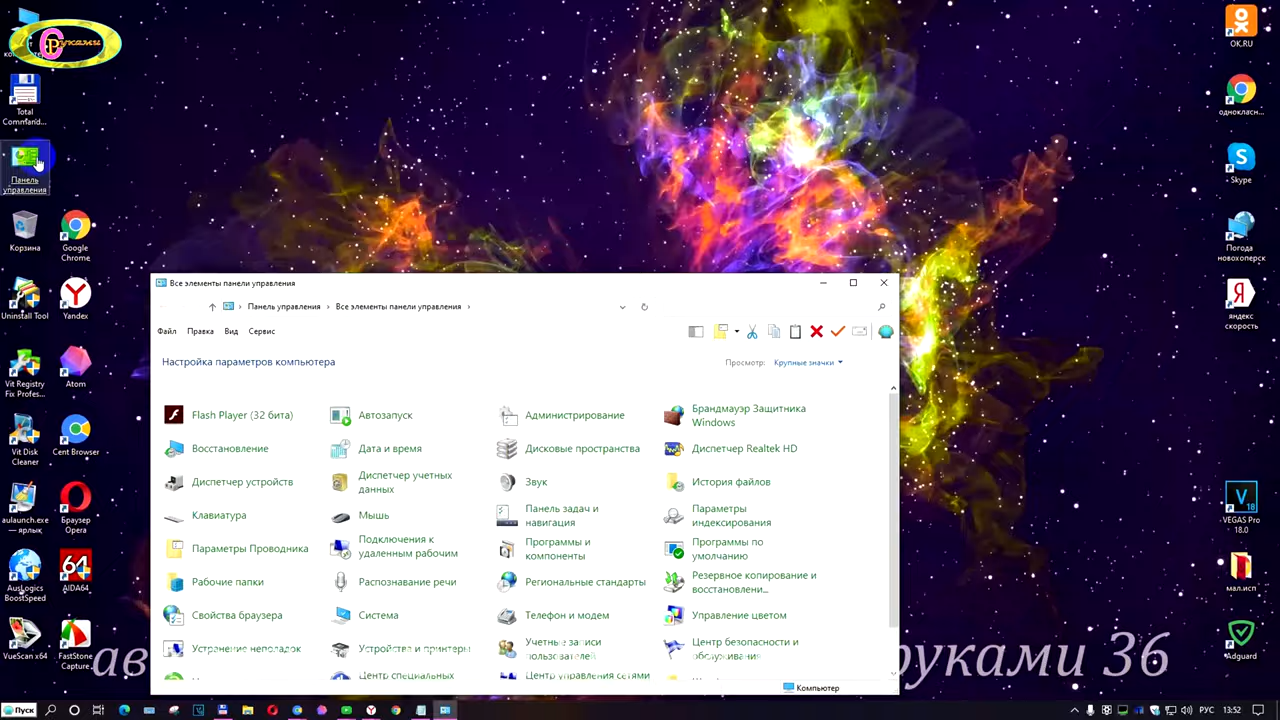 С Руками
Total
Command...
Панель
управления
Корзина
Google
Chrome
Uninstall Tool
Yandex
Vit Registry
Fix Profes...
Atom
Vit Disk
Cleaner
Cent Browser
aulaunch.exe
— ярлык
Браузер
Opera
AusLogics
BoostSpeed
AIDA64
VueScan x64
FastStone
Capture
OK.RU
однокласн...
Skype
Погода
новохоперск
яндекс
скорость
VEGAS Pro
18.0
мал.исп
Adguard
Все элементы панели управления
Панель управления
Все элементы панели управления
Файл
Правка
Вид
Сервис
Настройка параметров компьютера
Просмотр:
Крупные значки
Flash Player (32 бита)
Автозапуск
Администрирование
Брандмауэр Защитника
Windows
Восстановление
Дата и время
Дисковые пространства
Диспетчер Realtek HD
Диспетчер устройств
Диспетчер учетных
данных
Звук
История файлов
Клавиатура
Мышь
Панель задач и
навигация
Параметры
индексирования
Параметры Проводника
Подключения к
удаленным рабочим
Программы и
компоненты
Программы по
умолчанию
Рабочие папки
Распознавание речи
Региональные стандарты
Резервное копирование и
восстановлени...
Свойства браузера
Система
Телефон и модем
Управление цветом
Устранение неполадок
Устройства и принтеры
Учетные записи
пользователей
Центр безопасности и
обслуживания
Центр специальных
Центр управления сетями
Компьютер
ав
руками 36
Пуск
РУС
13:52